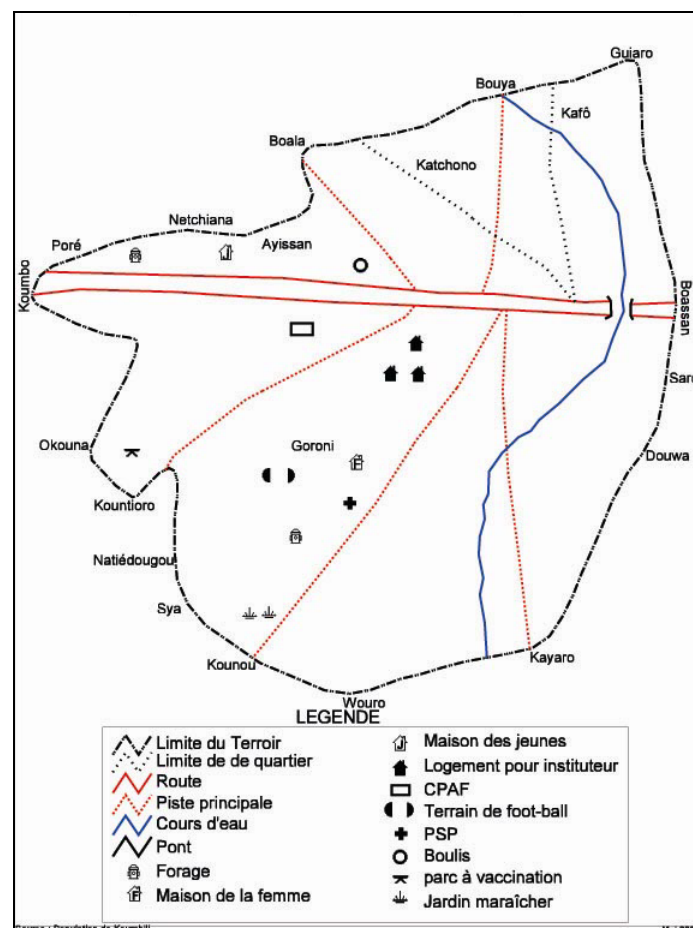 Guiaro
Bouya
Kafô
Boala
Katchono
Netchiana
Ayissan
Poré
Koumbo
Boassan
Saru
Okouna
Goroni
Douwa
Kountioro
Natiédougou
Sya
Kounou
Kayaro
Wouro
LEGENDE
Limite du Terroir
Limite de de quartier
Route
Piste principale
Cours d'eau
Pont
Forage
Maison de la femme
Maison des jeunes
Logement pour instituteur
CPAF
Terrain de foot-ball
PSP
Boulis
parc à vaccination
Jardin maraîcher